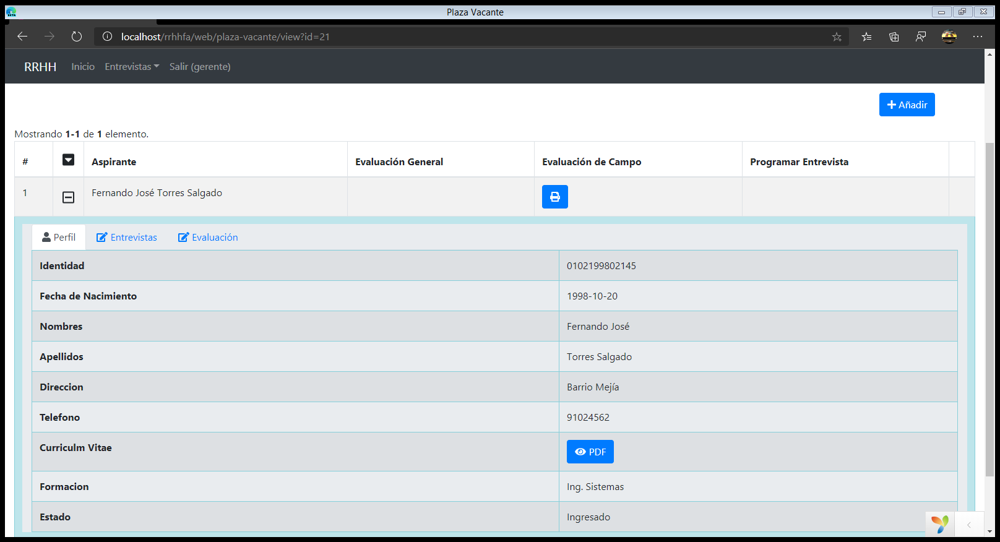 Plaza Vacante
localhost/rrhhfa/web/plaza-vacante/view?id=21
RRHH Inicio Entrevistas Salir (gerente)
Añadir
Mostrando 1-1 de 1 elemento.
# Aspirante Evaluación General Evaluación de Campo Programar Entrevista
1 Fernando José Torres Salgado
Perfil Entrevistas Evaluación
Identidad 0102199802145
Fecha de Nacimiento 1998-10-20
Nombres Fernando José
Apellidos Torres Salgado
Direccion Barrio Mejía
Telefono 91024562
Curriculm Vitae PDF
Formacion Ing. Sistemas
Estado Ingresado